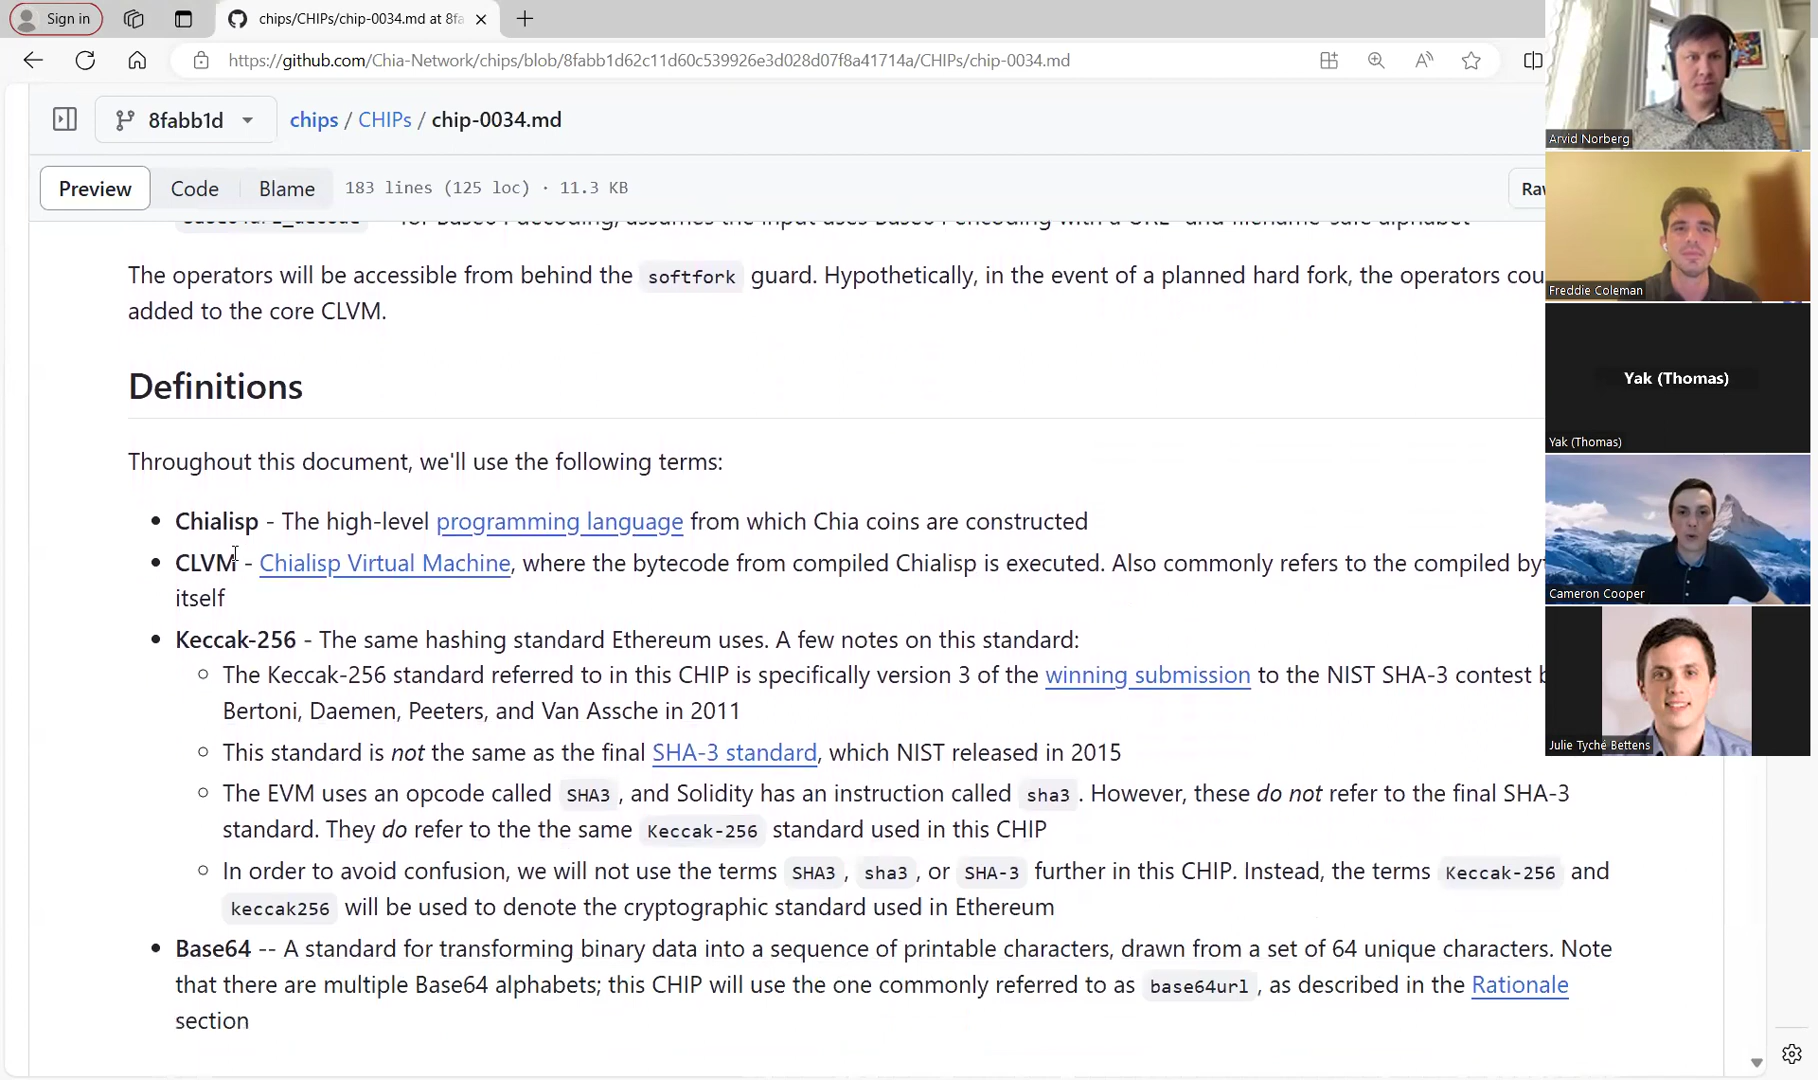 Sign in
chips/CHIPs/chip-0034.md at 8fa
https://github.com/Chia-Network/chips/blob/8fabb1d62c11d60c539926e3d028d07f8a41714a/CHIPs/chip-0034.md
8fabb1d
chips / CHIPs / chip-0034.md
Preview Code Blame 183 lines (125 loc) · 11.3 KB Raw
for Base64 decoding, assumes the input uses Base64 encoding with a URL- and filename-safe alphabet
The operators will be accessible from behind the softfork guard. Hypothetically, in the event of a planned hard fork, the operators cou
added to the core CLVM.
Definitions
Throughout this document, we'll use the following terms:
• Chialisp - The high-level programming language from which Chia coins are constructed
• CLVM - Chialisp Virtual Machine, where the bytecode from compiled Chialisp is executed. Also commonly refers to the compiled by
itself
• Keccak-256 - The same hashing standard Ethereum uses. A few notes on this standard:
○ The Keccak-256 standard referred to in this CHIP is specifically version 3 of the winning submission to the NIST SHA-3 contest b
Bertoni, Daemen, Peeters, and Van Assche in 2011
○ This standard is not the same as the final SHA-3 standard, which NIST released in 2015
○ The EVM uses an opcode called SHA3, and Solidity has an instruction called sha3. However, these do not refer to the final SHA-3
standard. They do refer to the the same Keccak-256 standard used in this CHIP
○ In order to avoid confusion, we will not use the terms SHA3, sha3, or SHA-3 further in this CHIP. Instead, the terms Keccak-256 and
keccak256 will be used to denote the cryptographic standard used in Ethereum
• Base64 -- A standard for transforming binary data into a sequence of printable characters, drawn from a set of 64 unique characters. Note
that there are multiple Base64 alphabets; this CHIP will use the one commonly referred to as base64url, as described in the Rationale
section
Arvid Norberg
Freddie Coleman
Yak (Thomas)
Yak (Thomas)
Cameron Cooper
Julie Tyché Bettens